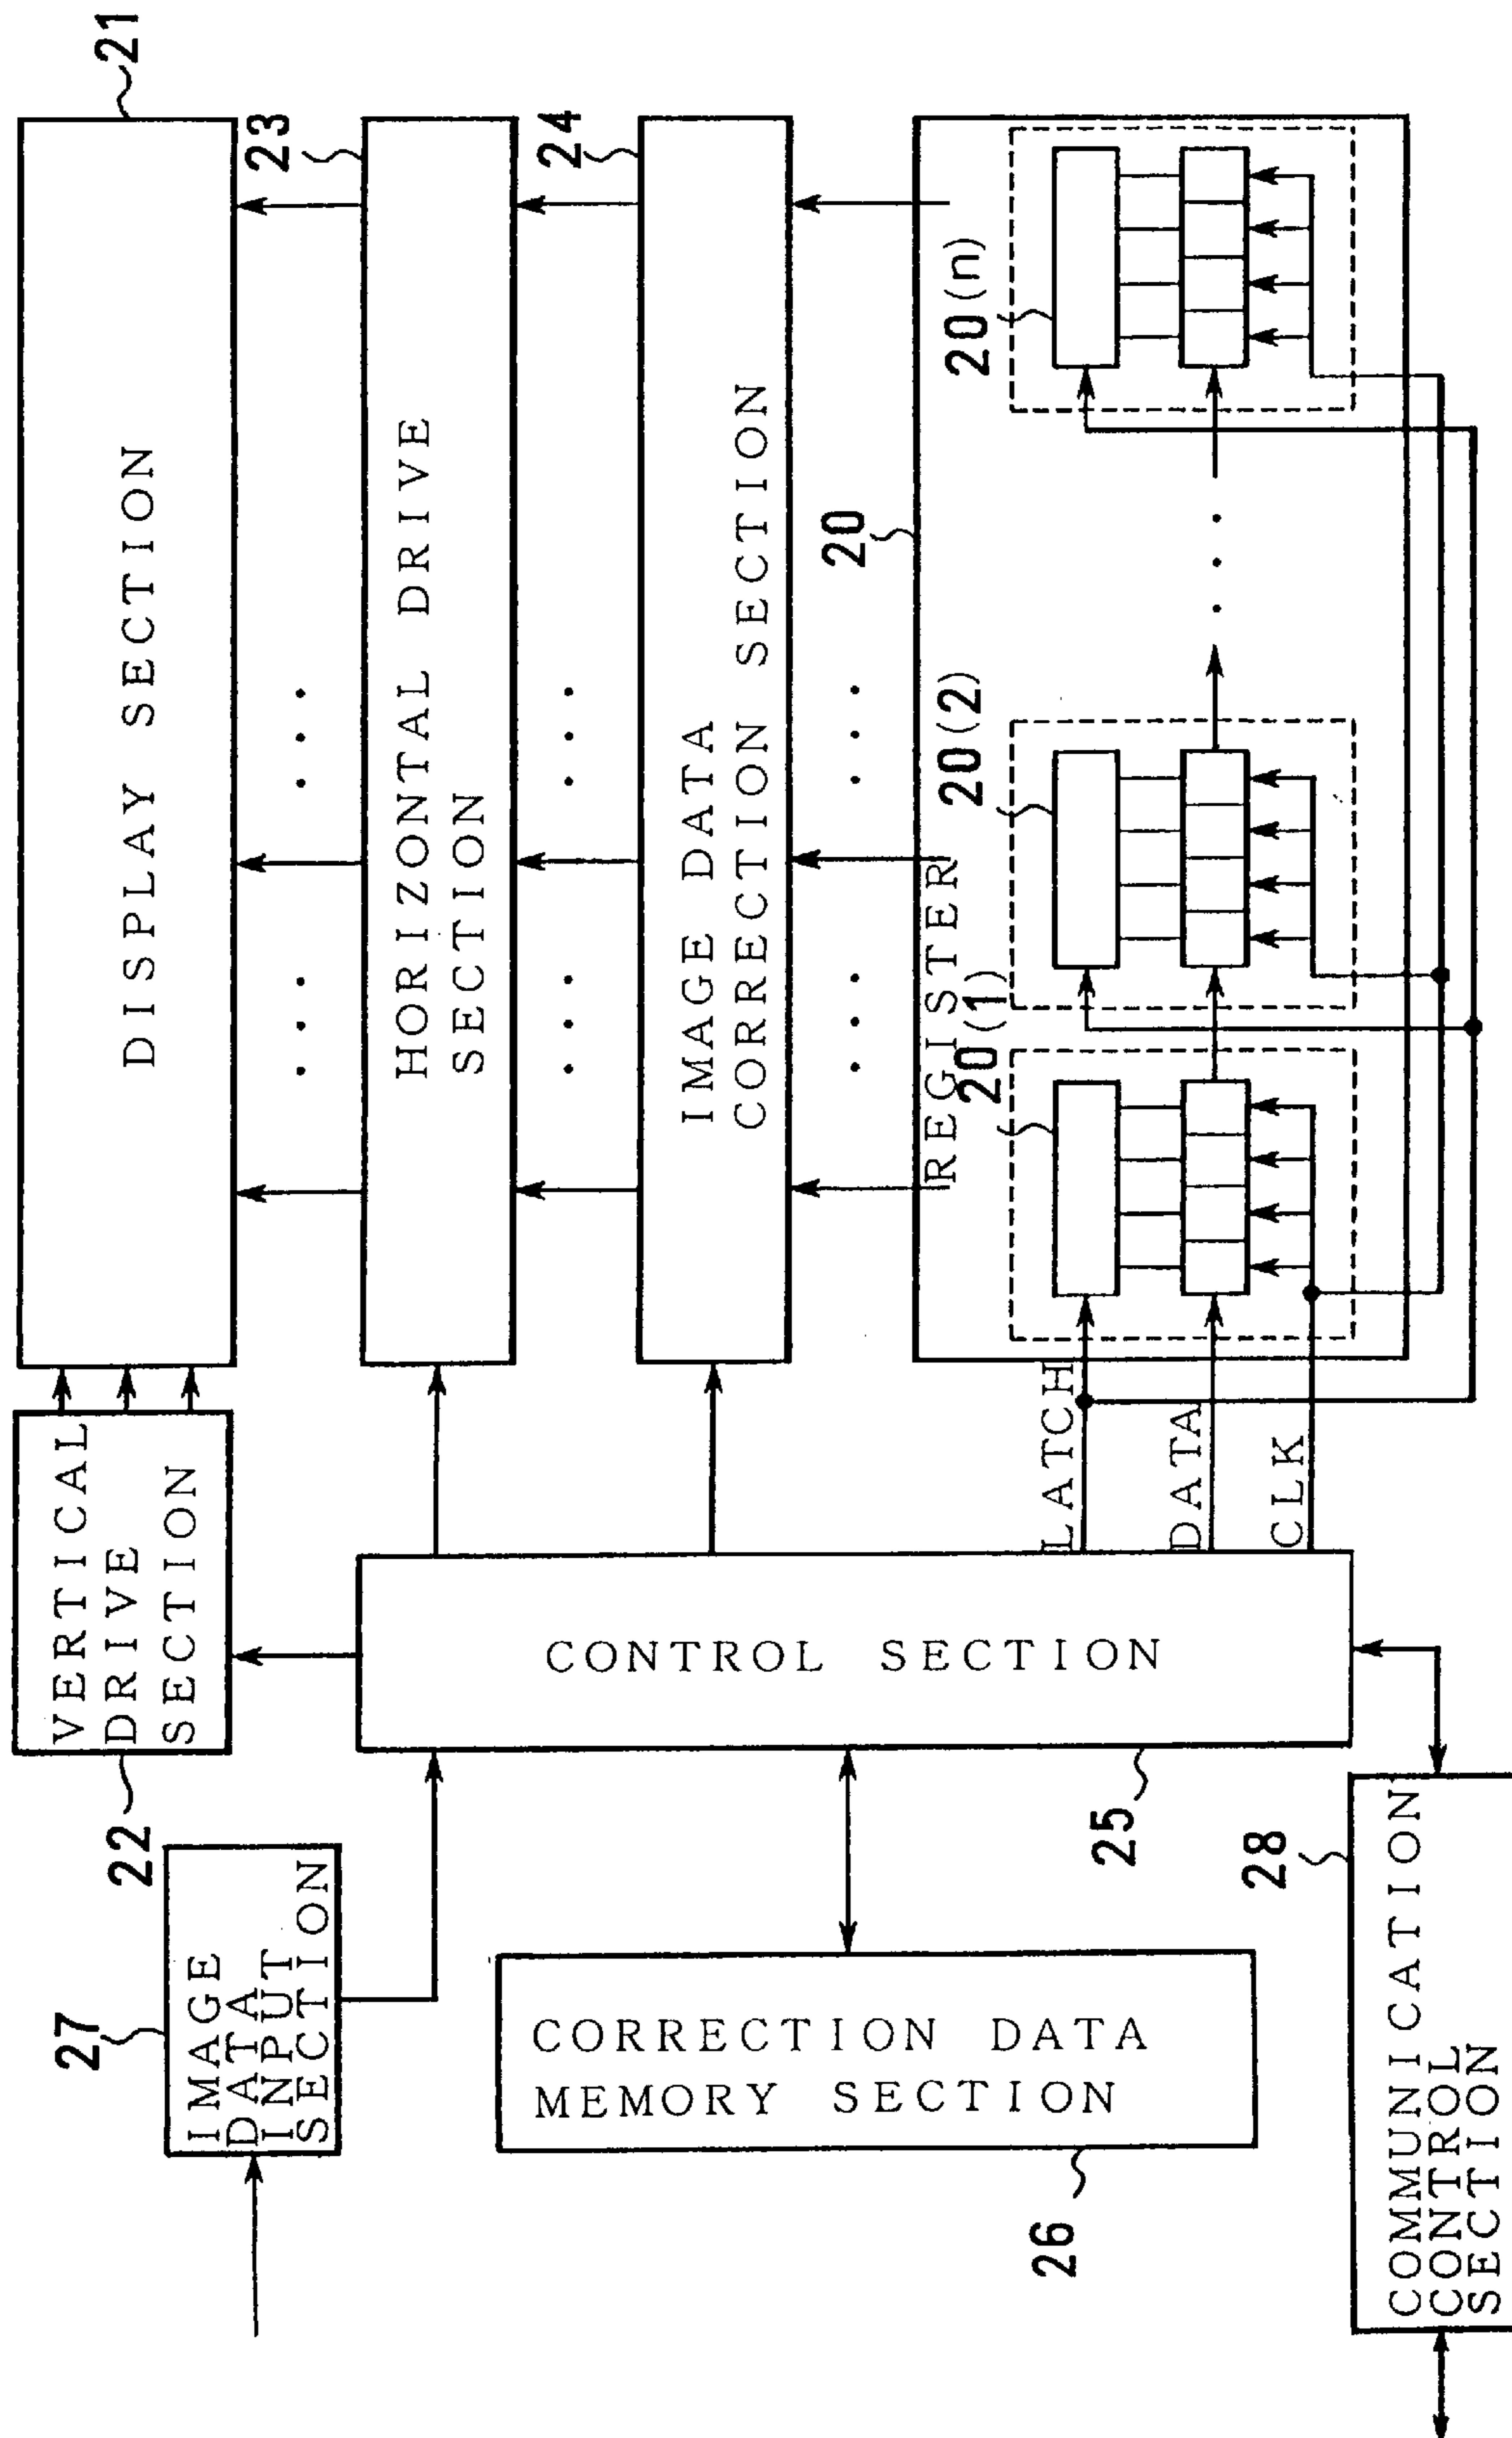 21
DISPLAY SECTION
23
HORIZONTAL DRIVE
SECTION
24
IMAGE DATA
CORRECTION SECTION
20
REGISTER
20(1)
20(2)
20(n)
VERTICAL
DRIVE
SECTION
22
LATCH
DATA
CLK
CONTROL SECTION
25
27
IMAGE
DATA
INPUT
SECTION
CORRECTION DATA
MEMORY SECTION
26
28
COMMUNICATION
CONTROL
SECTION